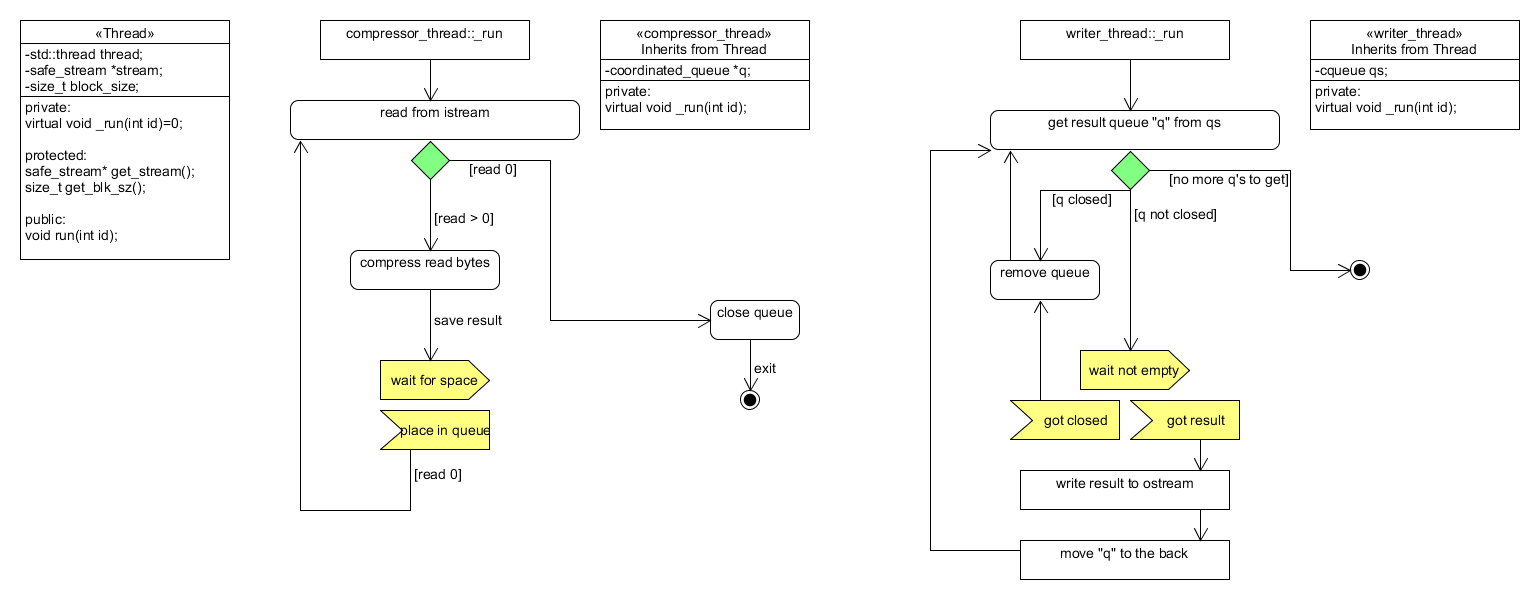 «Thread»
-std::thread thread;
-safe_stream *stream;
-size_t block_size;
private:
virtual void _run(int id)=0;
protected:
safe_stream* get_stream();
size_t get_blk_sz();
public:
void run(int id);
compressor_thread::_run
read from istream
[read 0]
[read > 0]
compress read bytes
save result
wait for space
place in queue
[read 0]
close queue
exit
«compressor_thread»
Inherits from Thread
-coordinated_queue *q;
private:
virtual void _run(int id);
writer_thread::_run
get result queue "q" from qs
[no more q's to get]
[q closed]
[q not closed]
remove queue
wait not empty
got closed
got result
write result to ostream
move "q" to the back
«writer_thread»
Inherits from Thread
-cqueue qs;
private:
virtual void _run(int id);